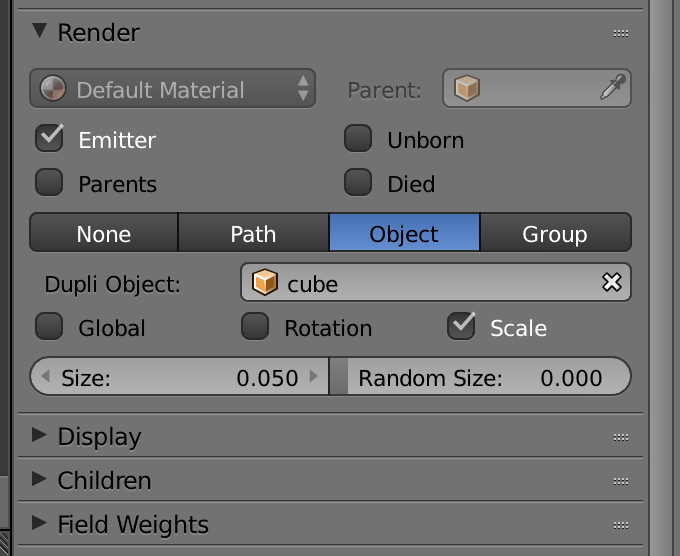 Render
Default Material Parent:
Emitter Unborn
Parents Died
None Path Object Group
Dupli Object: cube
Global Rotation Scale
Size: 0.050 Random Size: 0.000
Display
Children
Field Weights